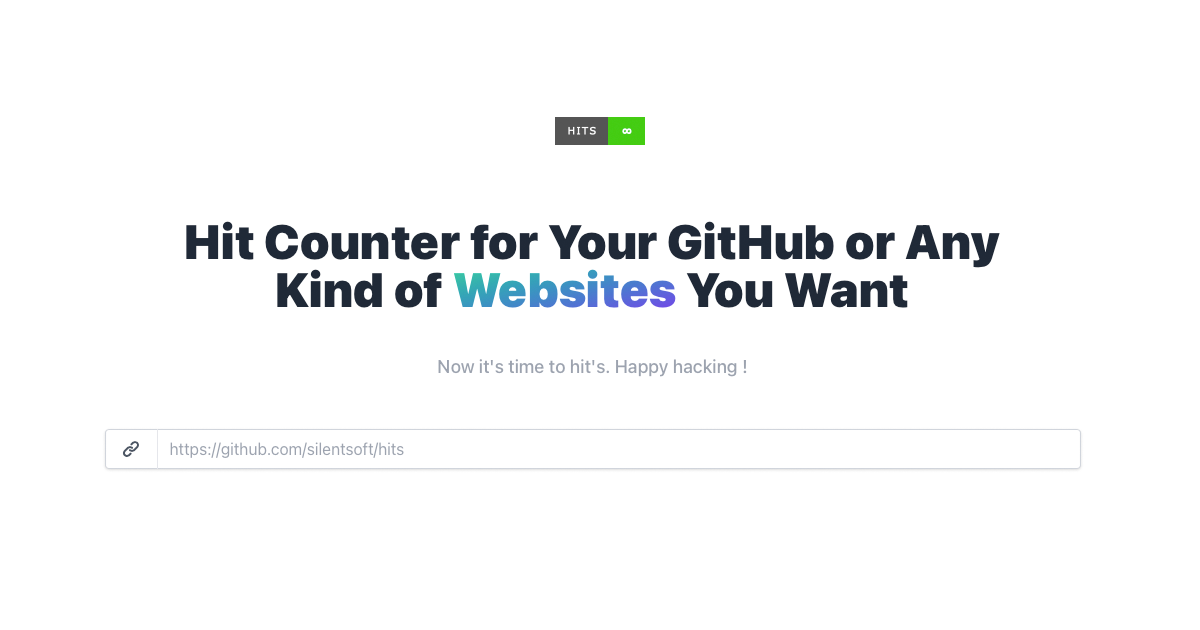 HITS ∞
Hit Counter for Your GitHub or Any
Kind of Websites You Want
Now it's time to hit's. Happy hacking !
https://github.com/silentsoft/hits